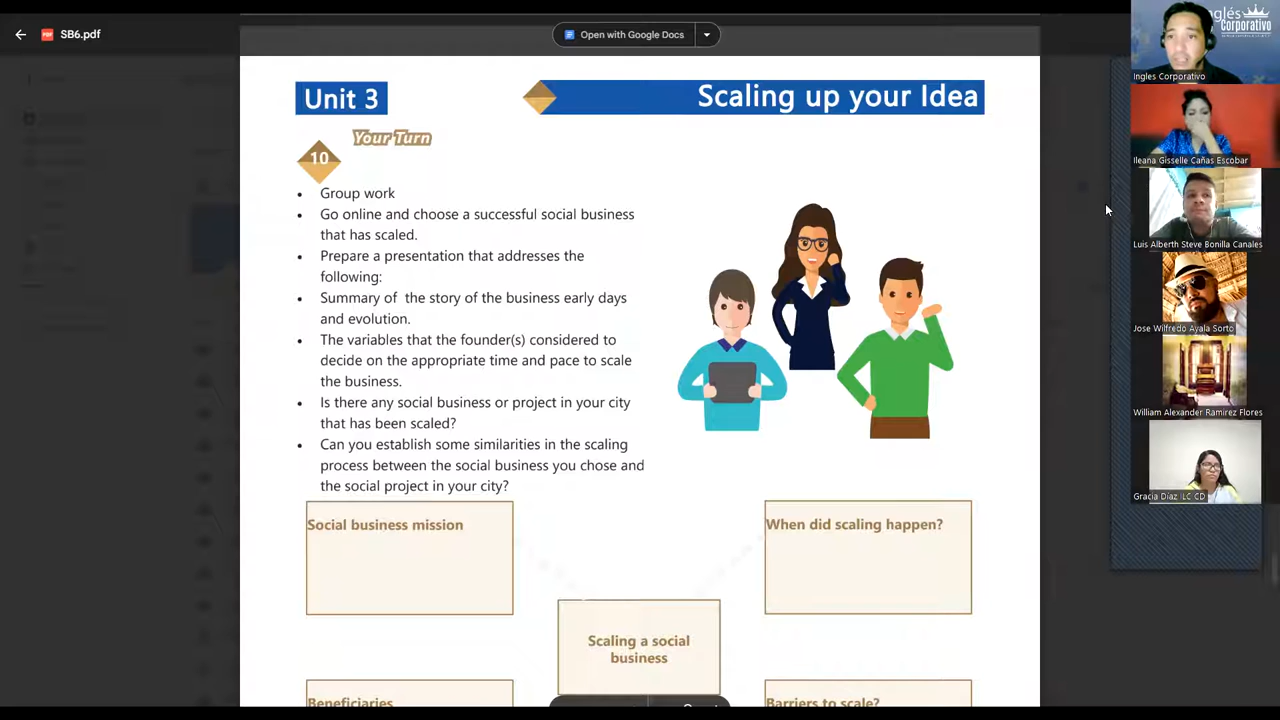 SB6.pdf
Open with Google Docs
Unit 3
Scaling up your Idea
Your Turn
10
• Group work
• Go online and choose a successful social business
that has scaled.
• Prepare a presentation that addresses the
following:
• Summary of the story of the business early days
and evolution.
• The variables that the founder(s) considered to
decide on the appropriate time and pace to scale
the business.
• Is there any social business or project in your city
that has been scaled?
• Can you establish some similarities in the scaling
process between the social business you chose and
the social project in your city?
Social business mission
When did scaling happen?
Scaling a social
business
Beneficiaries
Barriers to scale?
Inglés
Corporativo
Ingles Corporativo
Ileana Gisselle Cañas Escobar
Luis Alberth Steve Bonilla Canales
Jose Wilfredo Ayala Sorto
William Alexander Ramirez Flores
Gracia Díaz ILC CD